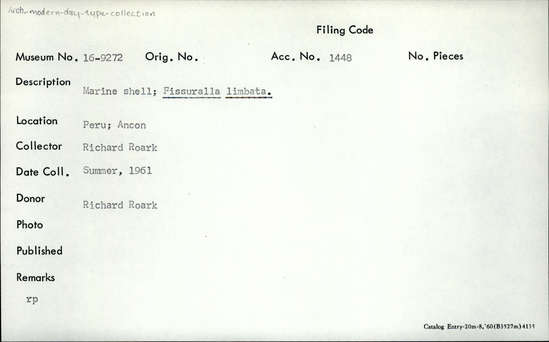 Arch. modern-day-type-collection
Filing Code
Museum No. 16-9272 Orig. No. Acc. No. 1448 No. Pieces
Description Marine shell; Fissuralla limbata.
Location Peru; Ancon
Collector Richard Roark
Date Coll. Summer, 1961
Donor Richard Roark
Photo
Published
Remarks
rp
Catalog Entry-20m-8,'60(B3527m)4154